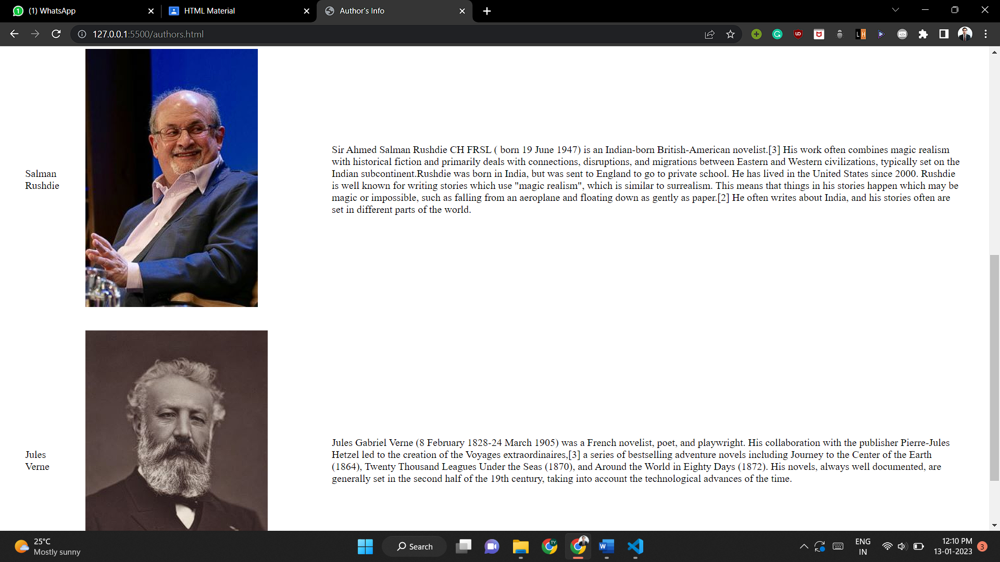 (1) WhatsApp
HTML Material
Author's Info
127.0.0.1:5500/authors.html
Salman
Rushdie
Sir Ahmed Salman Rushdie CH FRSL ( born 19 June 1947) is an Indian-born British-American novelist.[3] His work often combines magic realism
with historical fiction and primarily deals with connections, disruptions, and migrations between Eastern and Western civilizations, typically set on the
Indian subcontinent.Rushdie was born in India, but was sent to England to go to private school. He has lived in the United States since 2000. Rushdie
is well known for writing stories which use "magic realism", which is similar to surrealism. This means that things in his stories happen which may be
magic or impossible, such as falling from an aeroplane and floating down as gently as paper.[2] He often writes about India, and his stories often are
set in different parts of the world.
Jules
Verne
Jules Gabriel Verne (8 February 1828-24 March 1905) was a French novelist, poet, and playwright. His collaboration with the publisher Pierre-Jules
Hetzel led to the creation of the Voyages extraordinaires,[3] a series of bestselling adventure novels including Journey to the Center of the Earth
(1864), Twenty Thousand Leagues Under the Seas (1870), and Around the World in Eighty Days (1872). His novels, always well documented, are
generally set in the second half of the 19th century, taking into account the technological advances of the time.
25°C
Mostly sunny
Search
ENG
IN
12:10 PM
13-01-2023
3